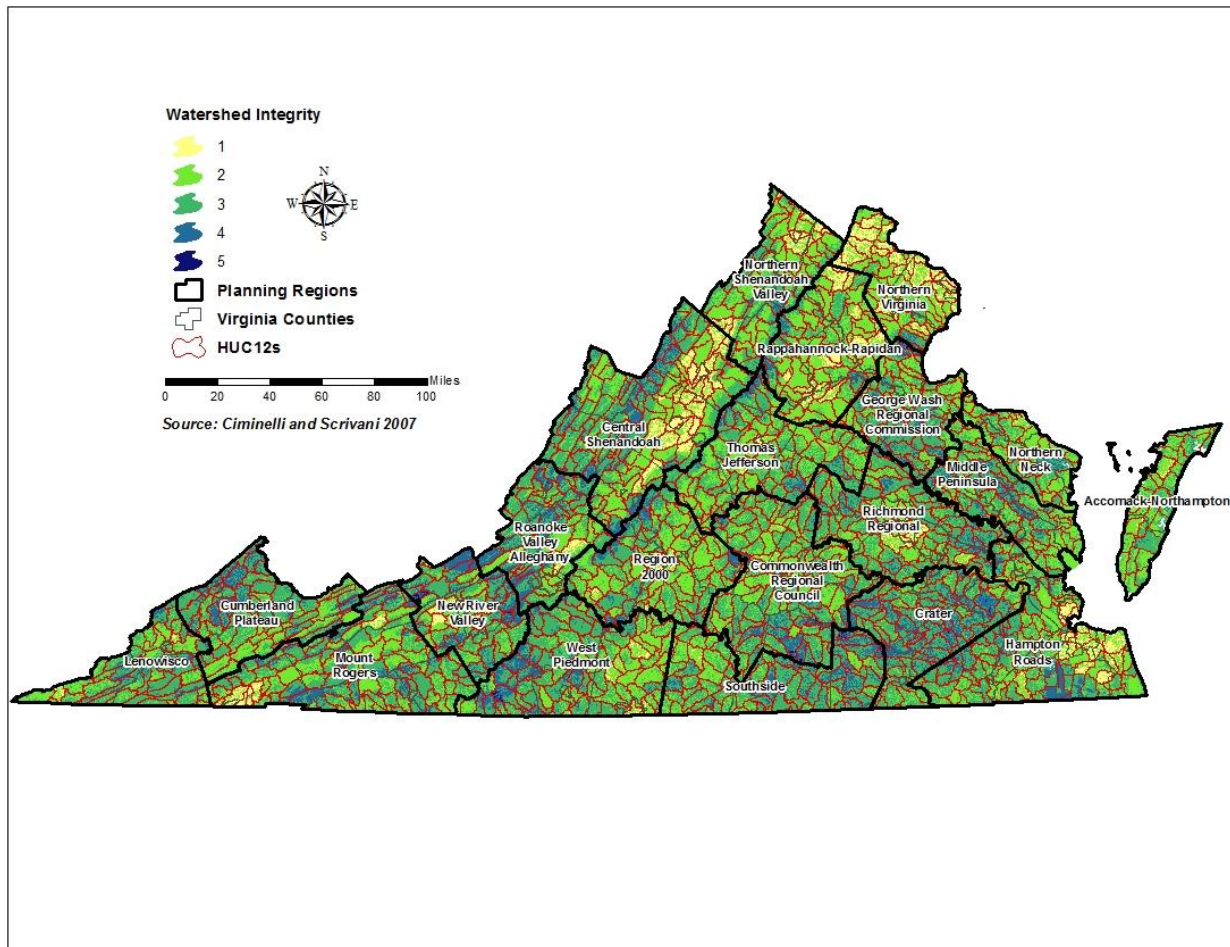 Watershed Integrity
1
2
3
4
5
Planning Regions
Virginia Counties
HUC12s
N
W E
S
Miles
0 20 40 60 80 100
Source: Ciminelli and Scrivani 2007
Northern
Shenandoah
Valley
Northern
Virginia
Rappahannock-Rapidan
Central
Shenandoah
George Wash
Regional
Commission
Thomas
Jefferson
Northern
Neck
Middle
Peninsula
Accomack-Northampton
Richmond
Regional
Roanoke
Valley
Alleghany
Region
2000
Commonwealth
Regional
Council
Cumberland
Plateau
New River
Valley
Crater
Lenowisco
Mount
Rogers
West
Piedmont
Hampton
Roads
Southside